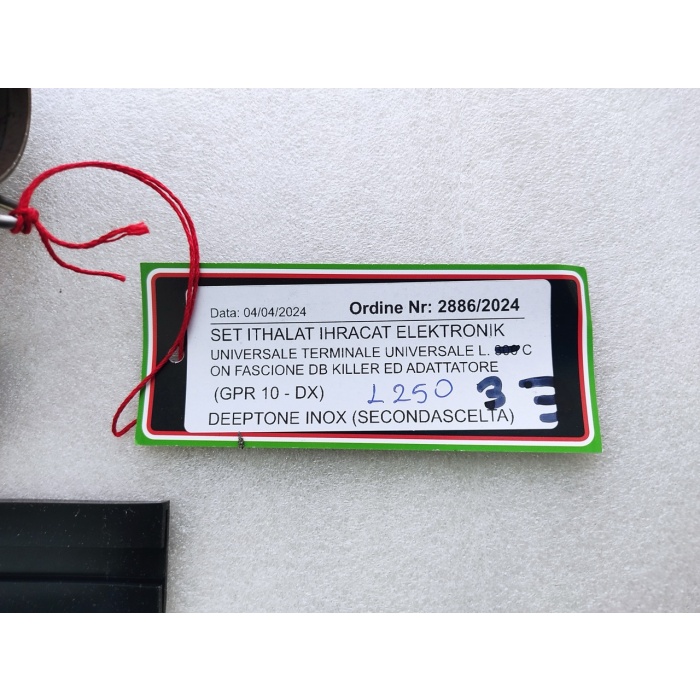 Data: 04/04/2024 Ordine Nr: 2886/2024
SET ITHALAT IHRACAT ELEKTRONIK
UNIVERSALE TERMINALE UNIVERSALE L. C
ON FASCIONE DB KILLER ED ADATTATORE
(GPR 10 - DX) L250 3
DEEPTONE INOX (SECONDASCELTA)